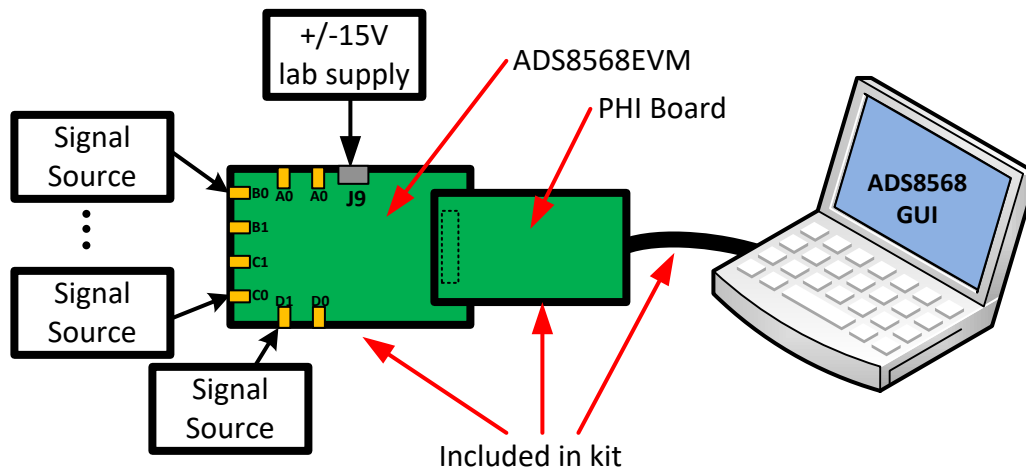 +/-15V
lab supply
ADS8568EVM
PHI Board
Signal
Source
B0
A0
A0
J9
B1
C1
C0
D1
D0
Signal
Source
Signal
Source
ADS8568
GUI
Included in kit